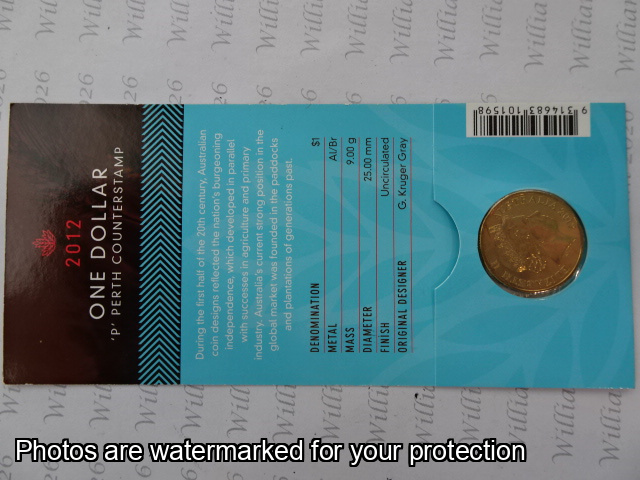 2012
ONE DOLLAR
'P' PERTH COUNTERSTAMP
During the first half of the 20th century, Australian
coin designs reflected the nation's burgeoning
independence, which developed in parallel
with successes in agriculture and primary
industry. Australia's current strong position in the
global market was founded in the paddocks
and plantations of generations past.
DENOMINATION $1
METAL Al/Br
MASS 9.00 g
DIAMETER 25.00 mm
FINISH Uncirculated
ORIGINAL DESIGNER G. Kruger Gray
9 314683 101598
Photos are watermarked for your protection